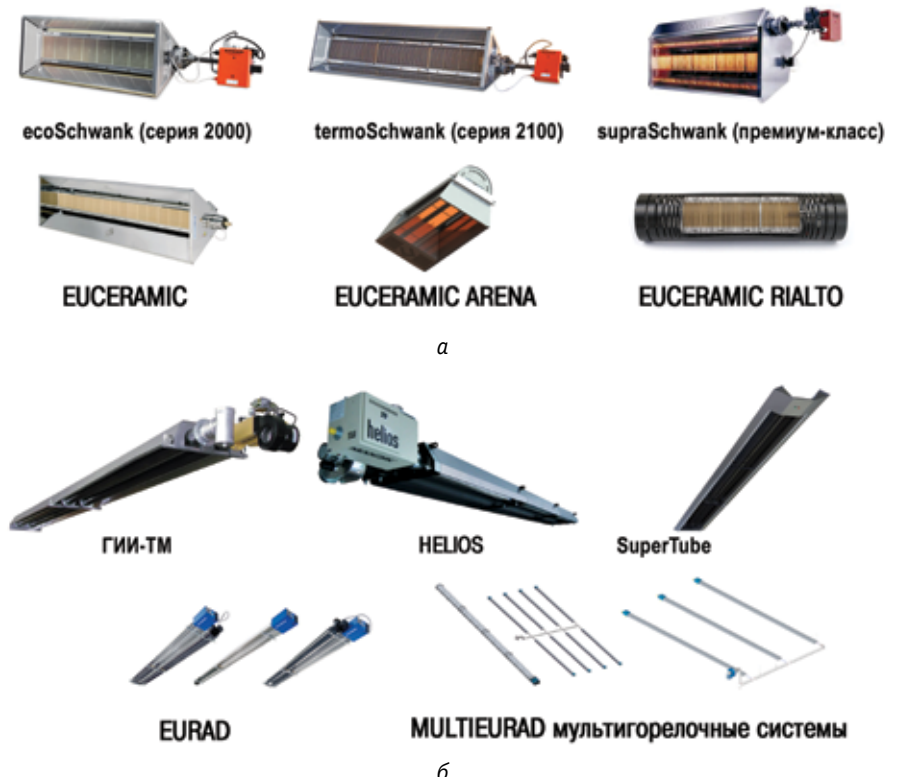 ecoSchwank (серия 2000)
termoSchwank (серия 2100)
supraSchwank (премиум-класс)
EUCERAMIC
EUCERAMIC ARENA
EUCERAMIC RIALTO
а
helios
ГИИ-ТМ
HELIOS
SuperTube
EURAD
MULTIEURAD мультигорелочные системы
б